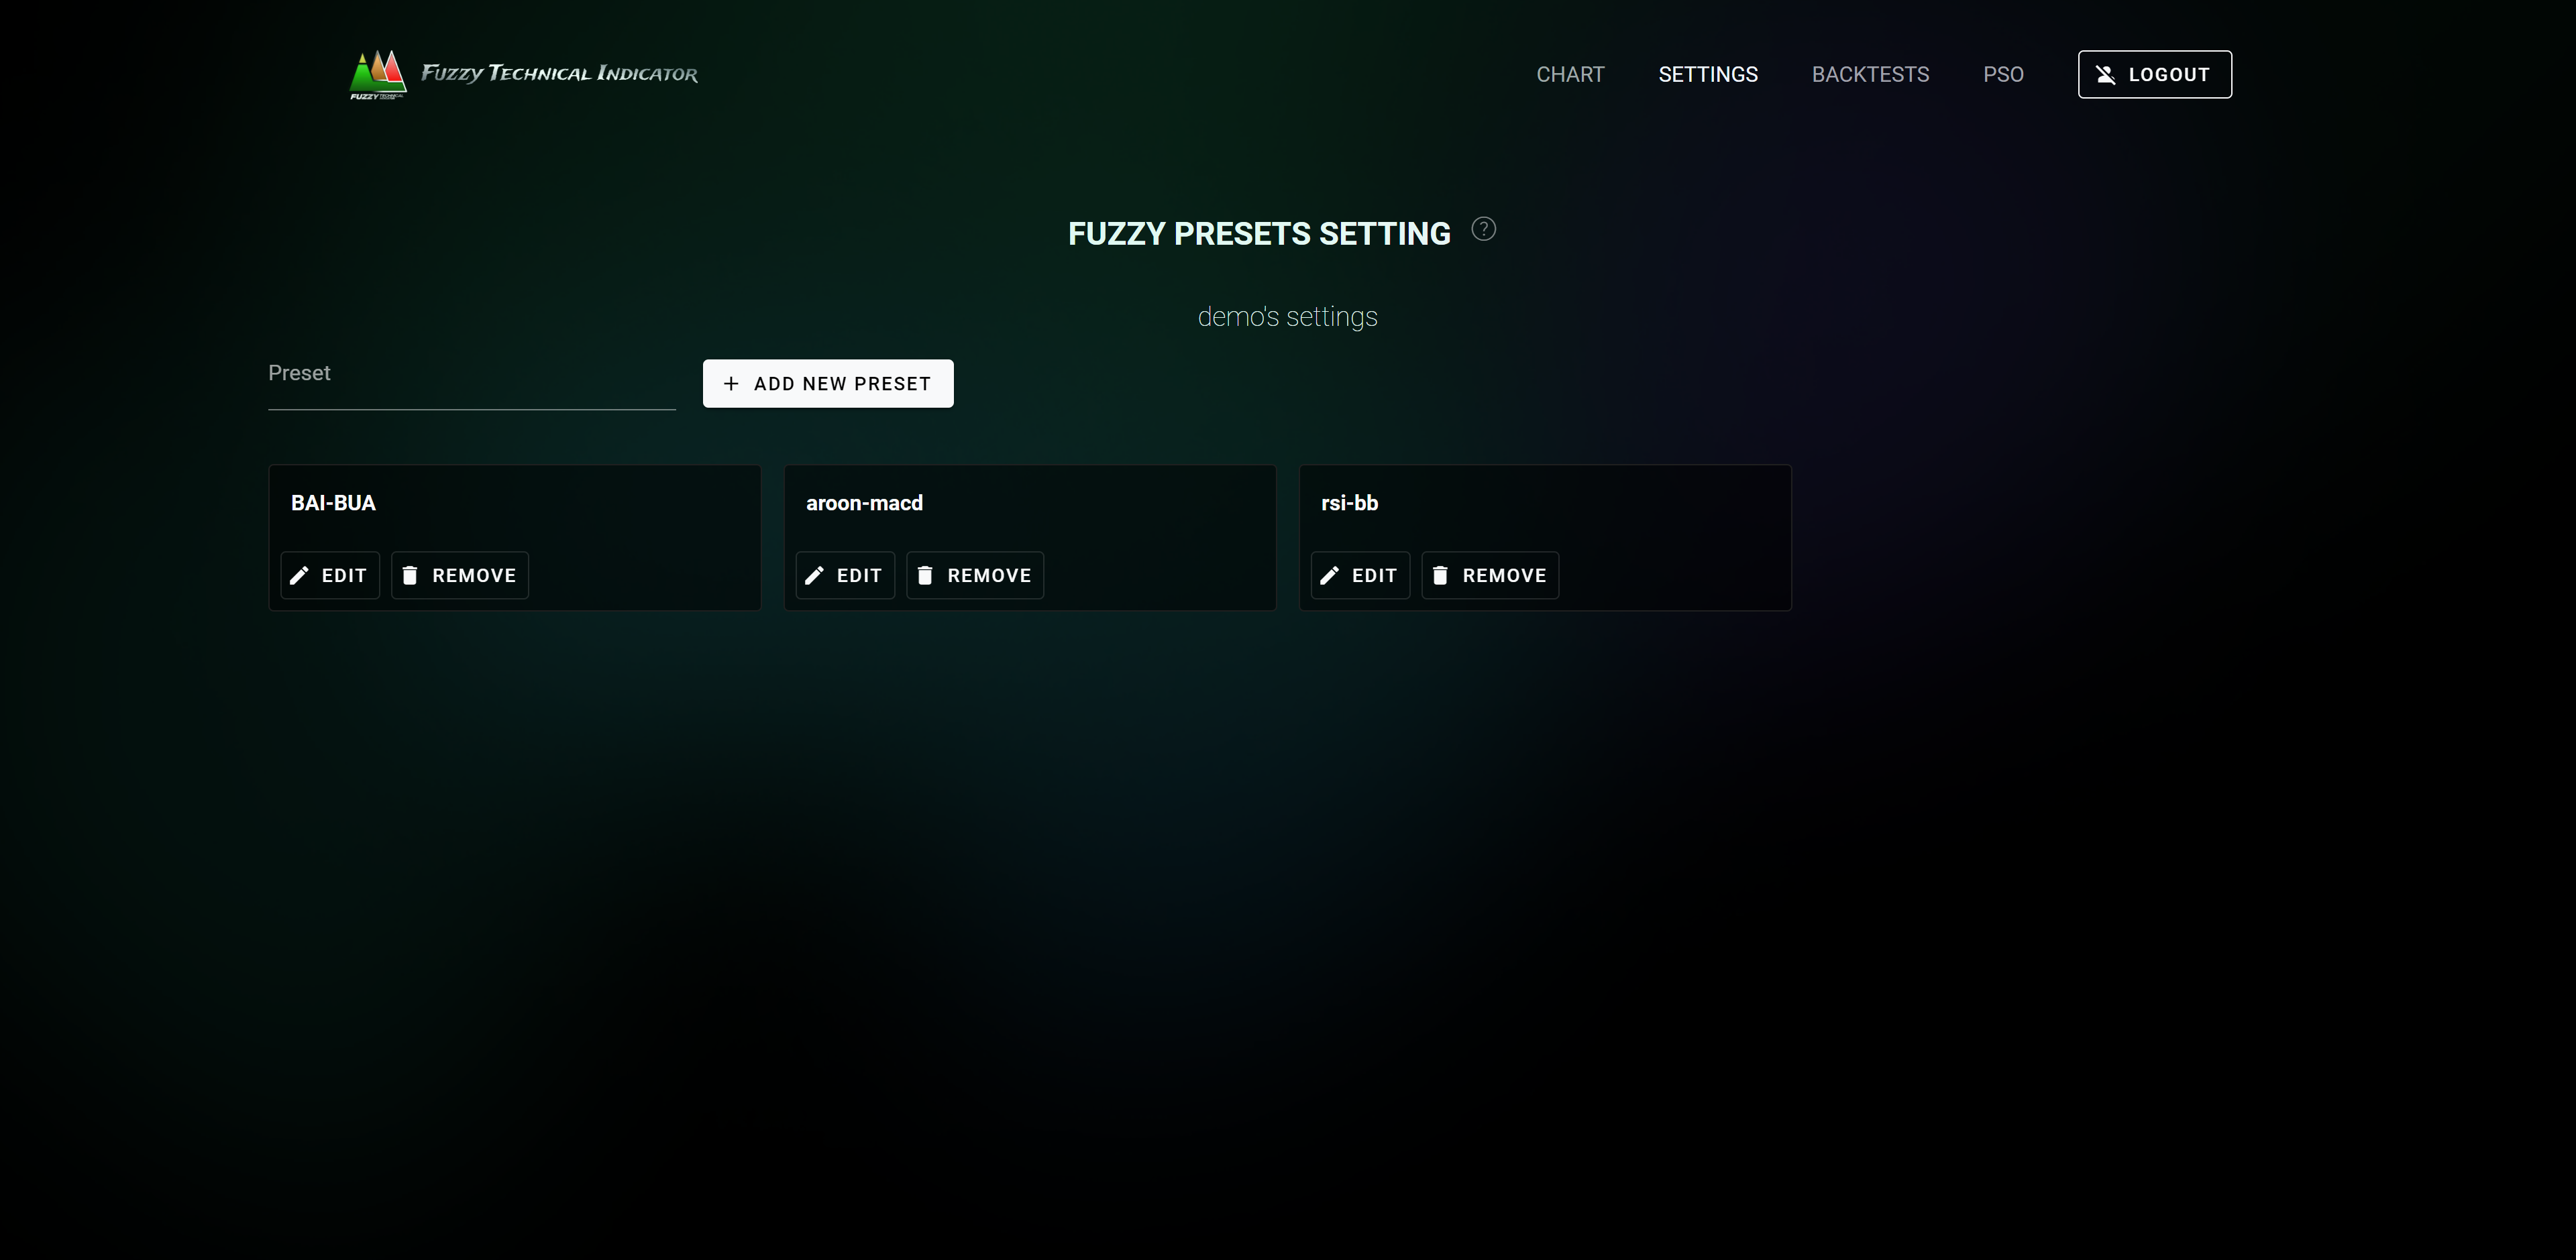 FUZZY TECHNICAL INDICATOR
FUZZY
CHART SETTINGS BACKTESTS PSO LOGOUT
FUZZY PRESETS SETTING ?
demo's settings
Preset
+ ADD NEW PRESET
BAI-BUA
EDIT REMOVE
aroon-macd
EDIT REMOVE
rsi-bb
EDIT REMOVE